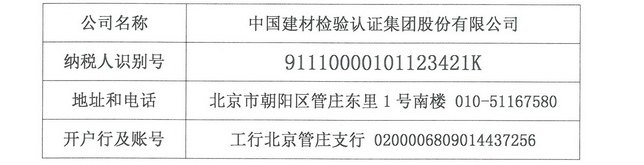 公司名称 中国建材检验认证集团股份有限公司
纳税人识别号 91110000101123421K
地址和电话 北京市朝阳区管庄东里1号南楼 010-51167580
开户行及账号 工行北京管庄支行 0200006809014437256